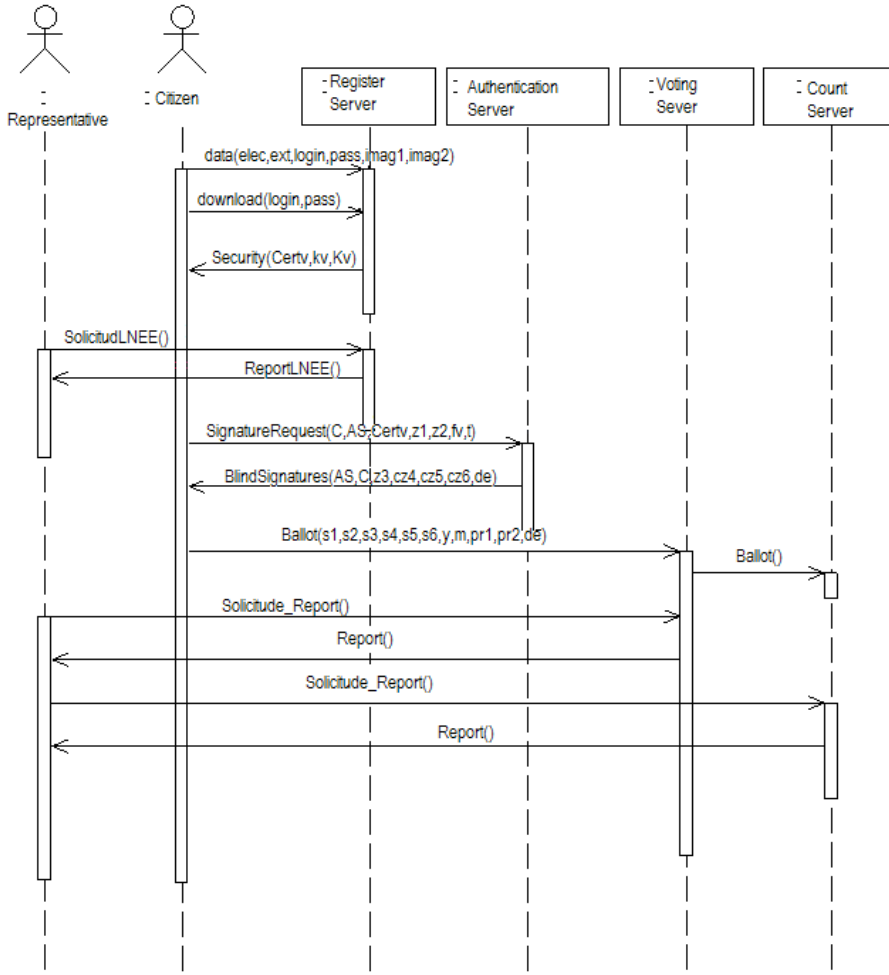 : Representative
: Citizen
: Register
Server
: Authentication
Server
: Voting
Sever
: Count
Server
data(elec,ext,login,pass,imag1,imag2)
download(login,pass)
Security(Certv,kv,Kv)
SolicitudLNEE()
ReportLNEE()
SignatureRequest(C,AS,Certv,z1,z2,fv,t)
BlindSignatures(AS,C,z3,cz4,cz5,cz6,de)
Ballot(s1,s2,s3,s4,s5,s6,y,m,pr1,pr2,de)
Ballot()
Solicitude_Report()
Report()
Solicitude_Report()
Report()